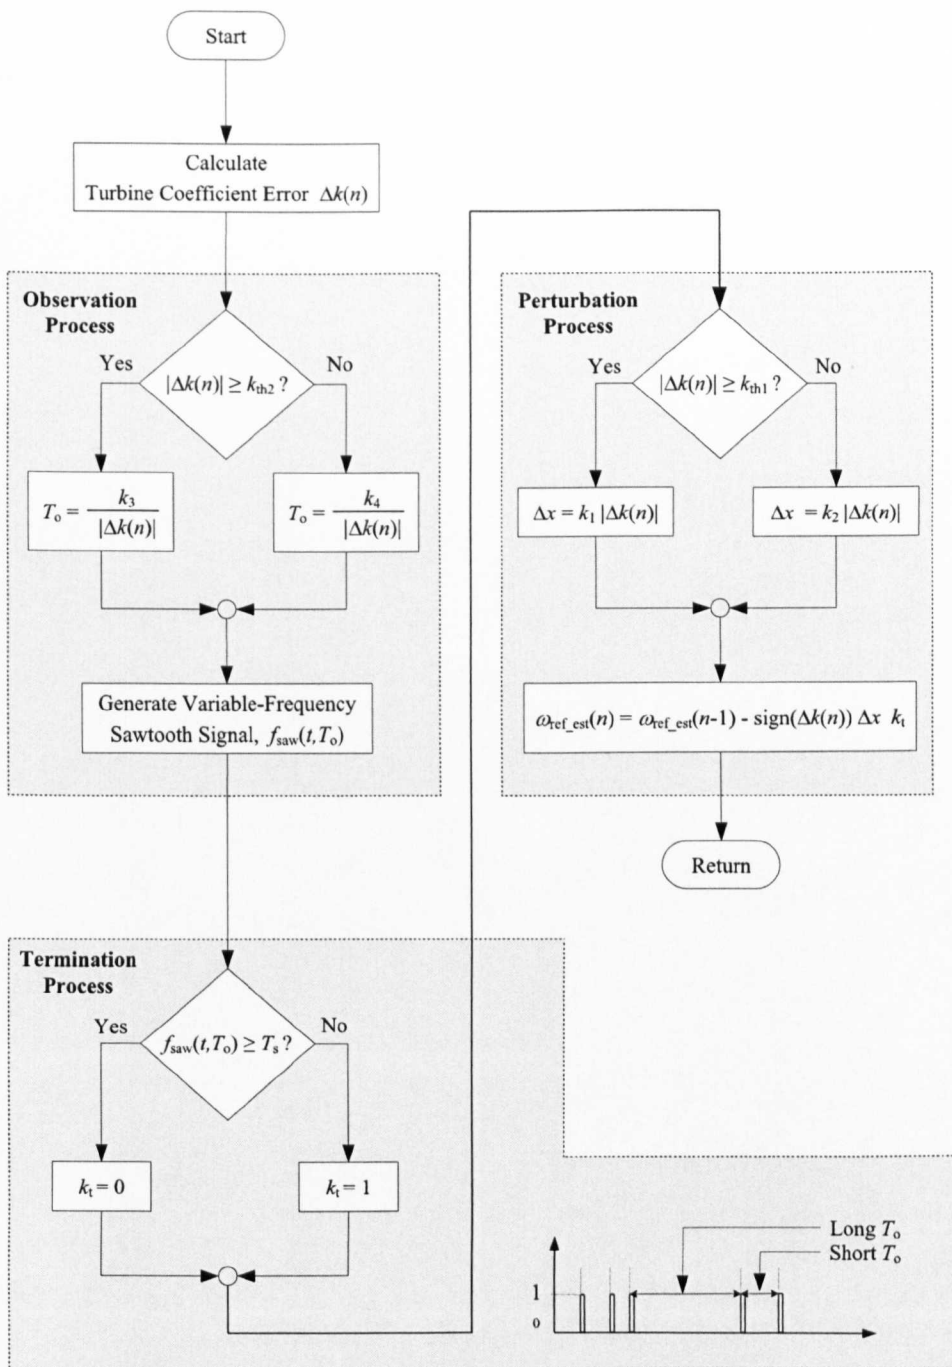 Start
Calculate
Turbine Coefficient Error Δk(n)
Observation
Process
|Δk(n)| ≥ kth2 ?
Yes
No
To = k3 / |Δk(n)|
To = k4 / |Δk(n)|
Generate Variable-Frequency
Sawtooth Signal, fsaw(t,To)
Termination
Process
fsaw(t,To) ≥ Ts ?
Yes
No
kt = 0
kt = 1
Perturbation
Process
|Δk(n)| ≥ kth1 ?
Yes
No
Δx = k1 |Δk(n)|
Δx = k2 |Δk(n)|
ωref_est(n) = ωref_est(n-1) - sign(Δk(n)) Δx kt
Return
Long To
Short To
1
0